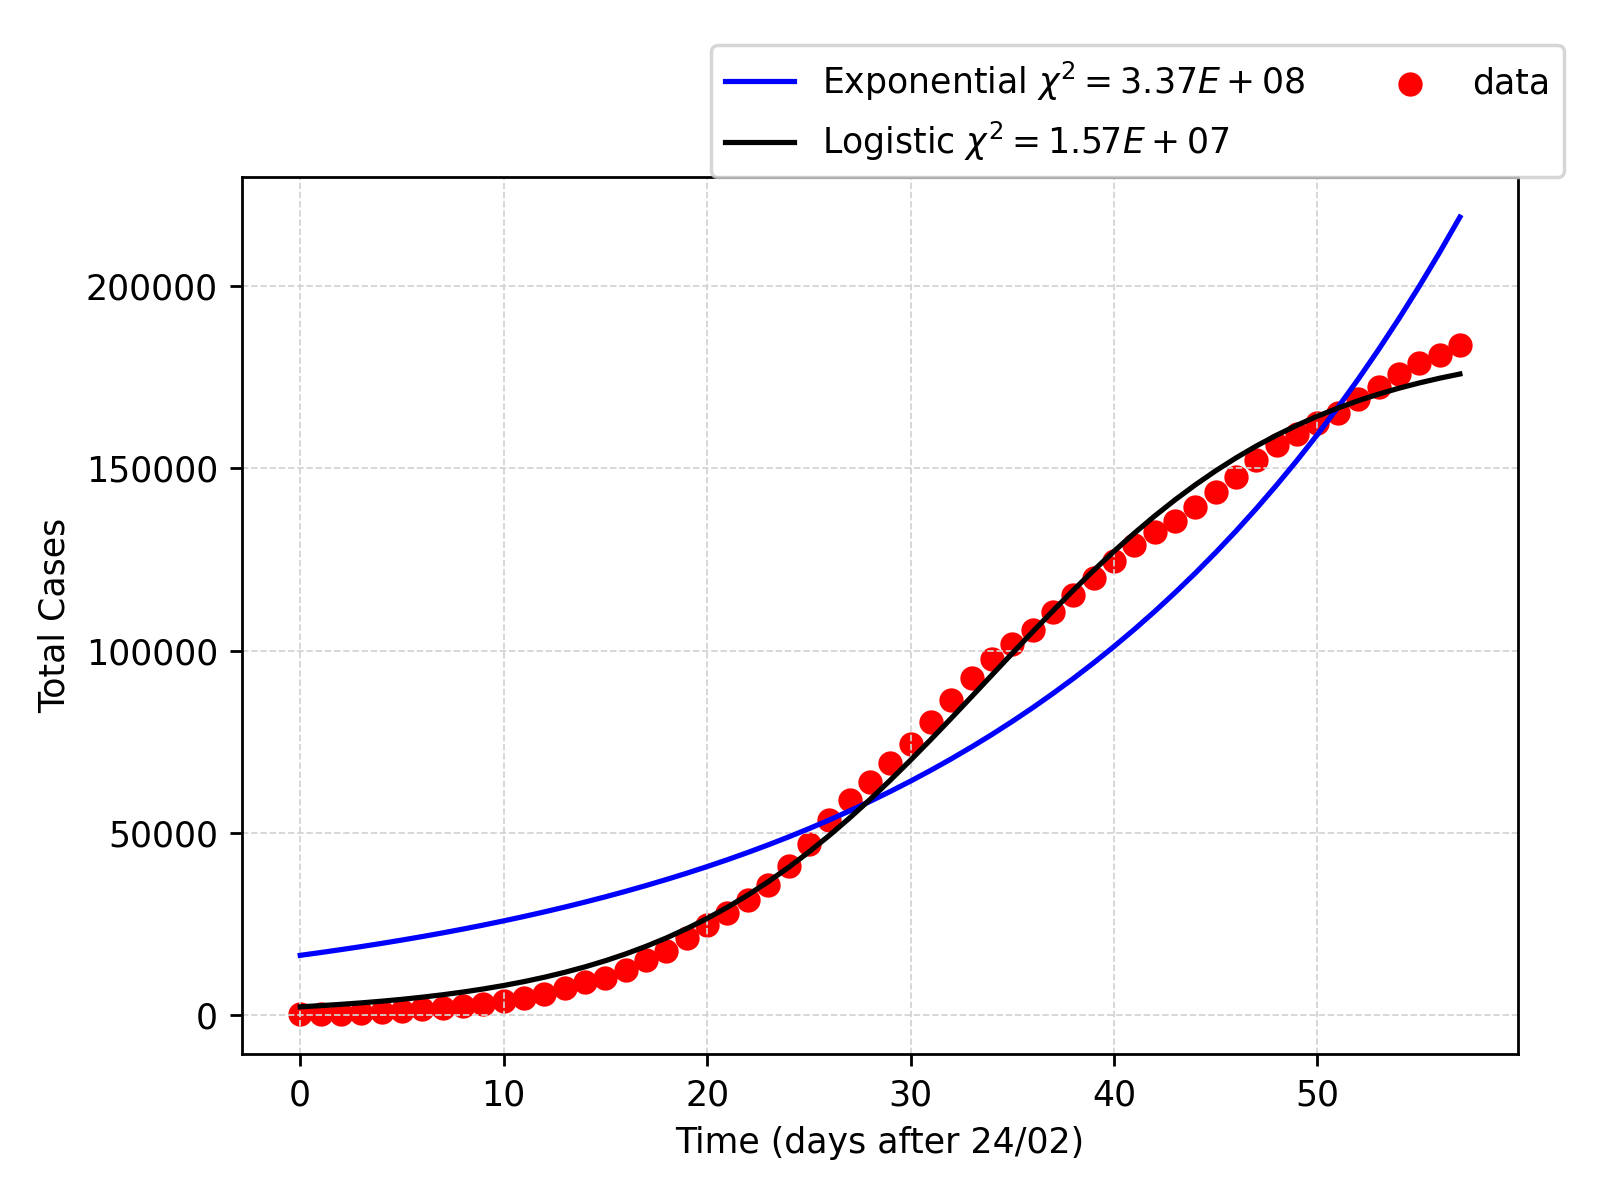 Exponential χ² = 3.37E + 08
data
Logistic χ² = 1.57E + 07
200000
150000
100000
50000
0
Total Cases
0 10 20 30 40 50
Time (days after 24/02)